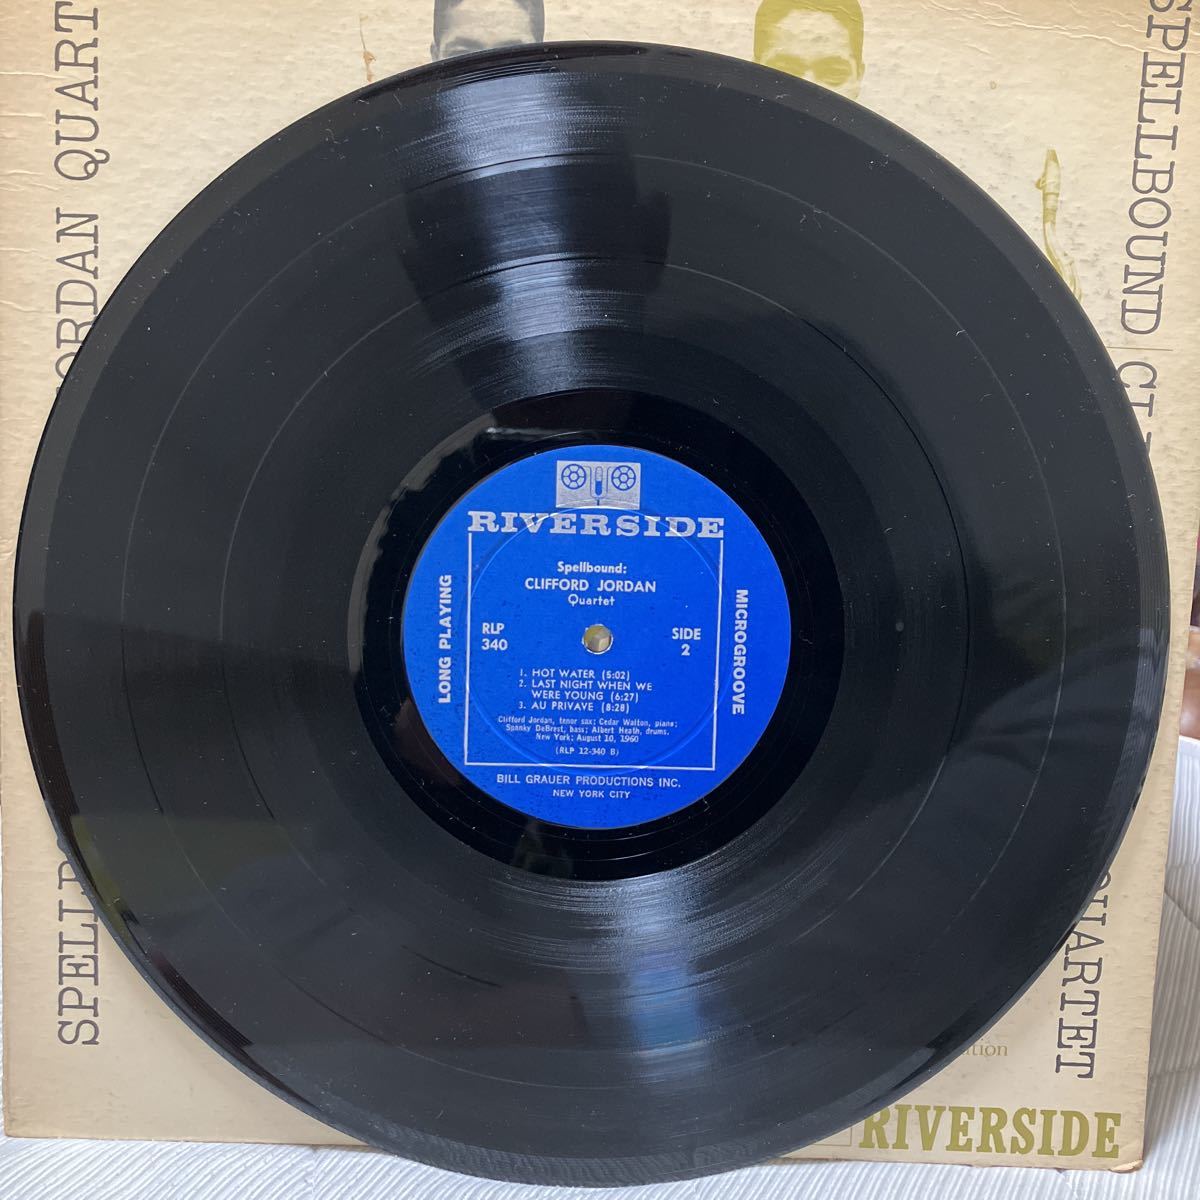 ORDAN QUART
SPELLBOUND
QUARTET
RIVERSIDE
RIVERSIDE
Spellbound:
CLIFFORD JORDAN
Quartet
LONG PLAYING
MICROGROOVE
RLP
340
SIDE
2
1. HOT WATER (5:02)
2. LAST NIGHT WHEN WE
WERE YOUNG (6:27)
3. AU PRIVAVE (8:28)
Clifford Jordan, tenor sax; Cedar Walton, piano;
Spanky DeBrest, bass; Albert Heath, drums.
New York; August 10, 1960
(RLP 12-340 B)
BILL GRAUER PRODUCTIONS INC.
NEW YORK CITY